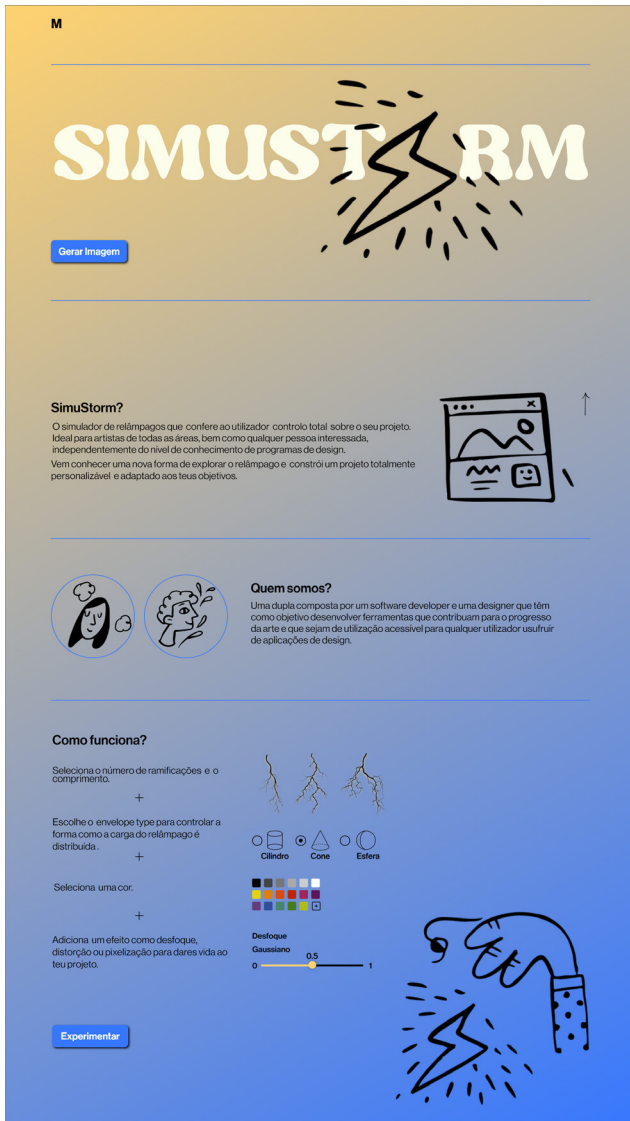 M
SIMUST RM
Gerar Imagem
SimuStorm?
O simulador de relâmpagos que confere ao utilizador controlo total sobre o seu projeto.
Ideal para artistas de todas as áreas, bem como qualquer pessoa interessada,
independentemente do nível de conhecimento de programas de design.
Vem conhecer uma nova forma de explorar o relâmpago e constrói um projeto totalmente
personalizável e adaptado aos teus objetivos.
Quem somos?
Uma dupla composta por um software developer e uma designer que têm
como objetivo desenvolver ferramentas que contribuam para o progresso
da arte e que sejam de utilização acessível para qualquer utilizador usufruir
de aplicações de design.
Como funciona?
Seleciona o número de ramificações e o
comprimento.
+
Escolhe o envelope type para controlar a
forma como a carga do relâmpago é
distribuída .
Cilindro Cone Esfera
+
Seleciona uma cor.
+
Adiciona um efeito como desfoque,
distorção ou pixelização para dares vida ao
teu projeto.
Desfoque
Gaussiano
0.5
0 1
Experimentar